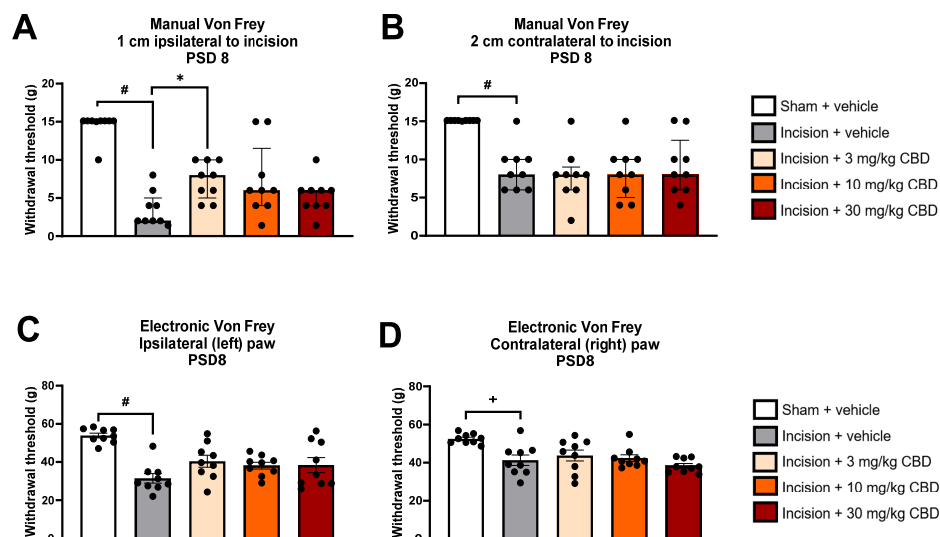 A
Manual Von Frey
1 cm ipsilateral to incision
PSD 8
Withdrawal threshold (g)
20
15
10
5
0
#
*
B
Manual Von Frey
2 cm contralateral to incision
PSD 8
Withdrawal threshold (g)
20
15
10
5
0
#
Sham + vehicle
Incision + vehicle
Incision + 3 mg/kg CBD
Incision + 10 mg/kg CBD
Incision + 30 mg/kg CBD
C
Electronic Von Frey
Ipsilateral (left) paw
PSD8
Withdrawal threshold (g)
80
60
40
20
#
D
Electronic Von Frey
Contralateral (right) paw
PSD8
Withdrawal threshold (g)
80
60
40
20
+
Sham + vehicle
Incision + vehicle
Incision + 3 mg/kg CBD
Incision + 10 mg/kg CBD
Incision + 30 mg/kg CBD